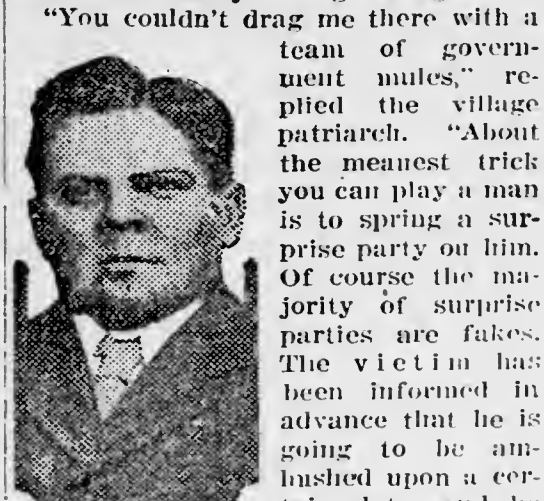 “You couldn’t drag me there with a
team of govern-
ment mules,” re-
plied the village
patriarch. “About
the meanest trick
you can play a man
is to spring a sur-
prise party on him.
Of course the ma-
jority of surprise
parties are fakes.
The victim has
been informed in
advance that he is
going to be am-
bushed upon a cer-